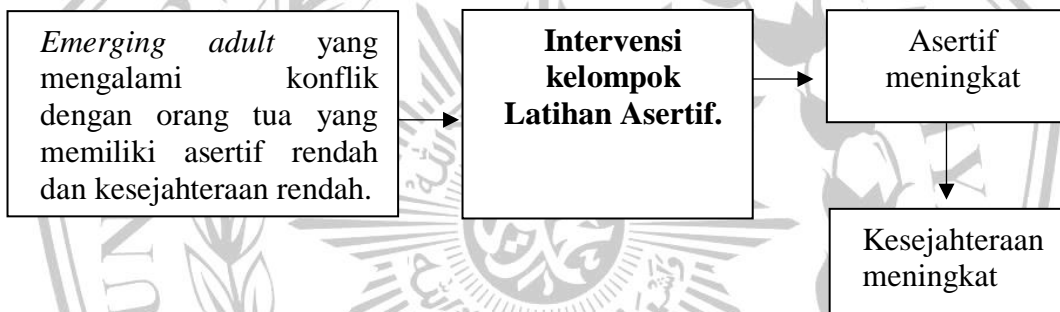 Emerging adult yang
mengalami konflik
dengan orang tua yang
memiliki asertif rendah
dan kesejahteraan rendah.
Intervensi
kelompok
Latihan Asertif.
Asertif
meningkat
Kesejahteraan
meningkat